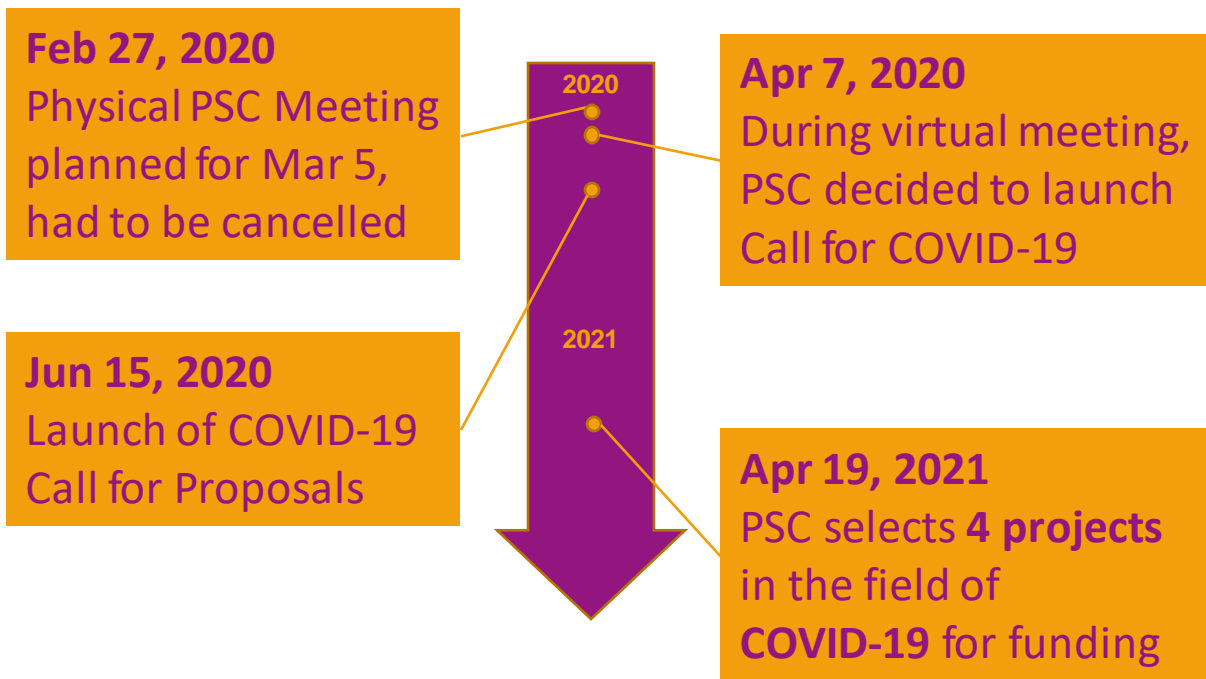 Feb 27, 2020
Physical PSC Meeting
planned for Mar 5,
had to be cancelled
2020
Apr 7, 2020
During virtual meeting,
PSC decided to launch
Call for COVID-19
Jun 15, 2020
Launch of COVID-19
Call for Proposals
2021
Apr 19, 2021
PSC selects 4 projects
in the field of
COVID-19 for funding